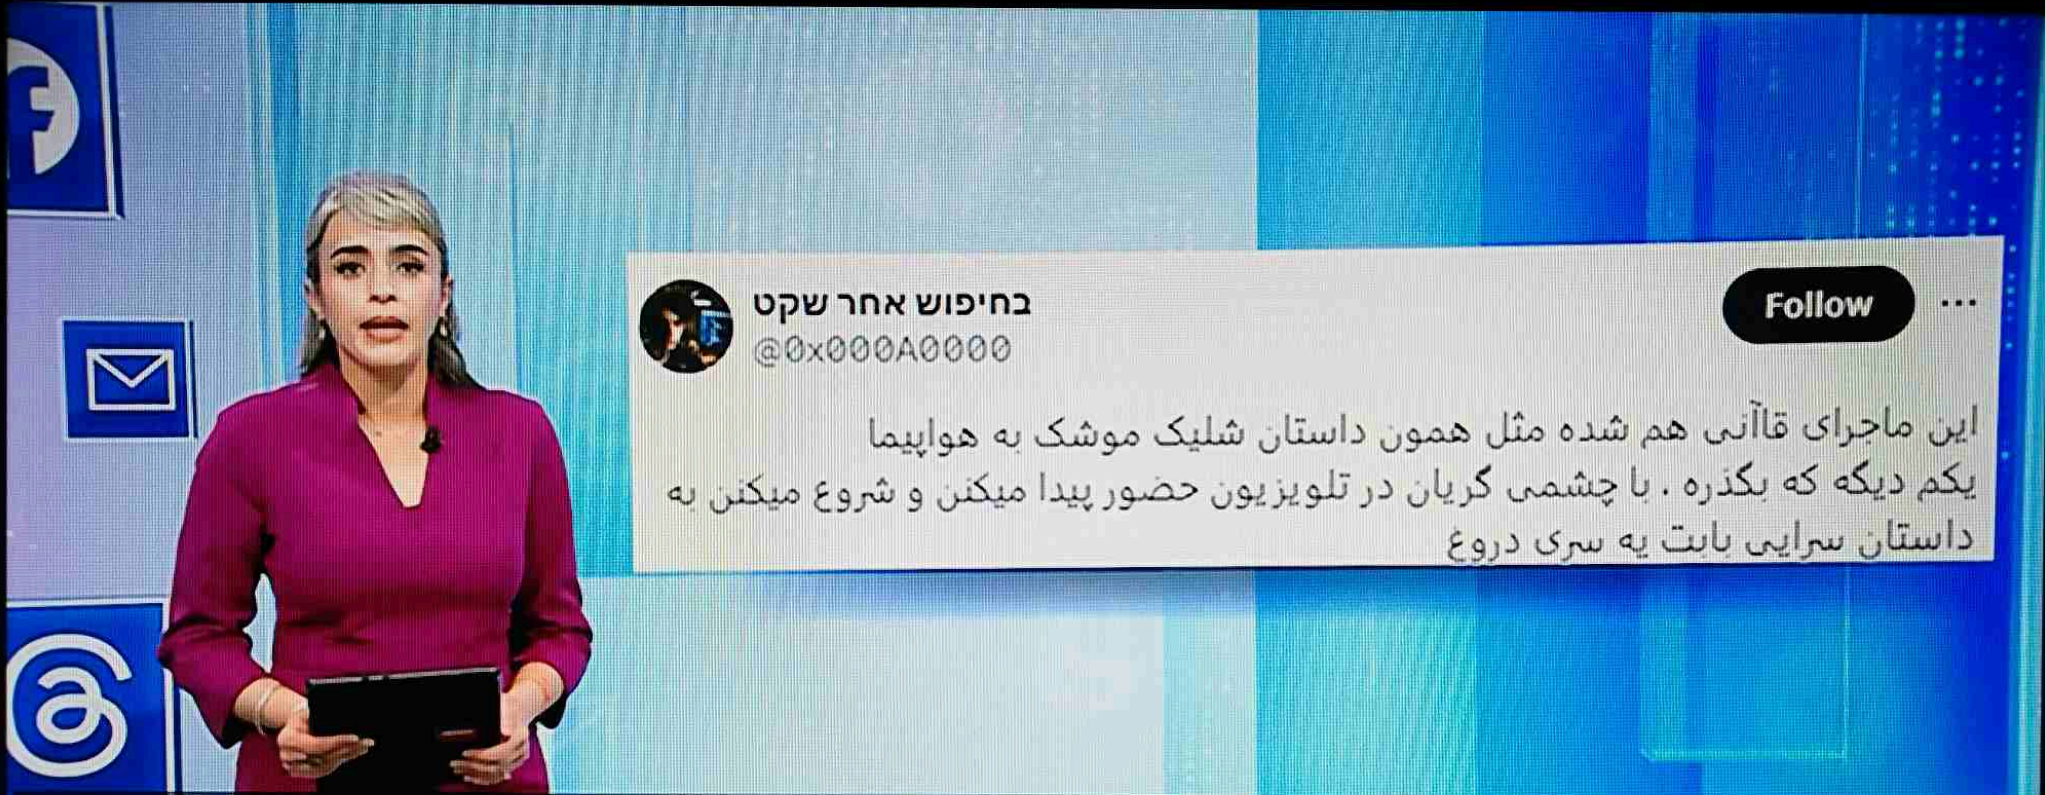 בחיפוש אחר שקט
@0x000A0000
Follow
این ماجرای قاآنی هم شده مثل همون داستان شلیک موشک به هواپیما
یکم دیگه که بگذره . با چشمی گریان در تلویزیون حضور پیدا میکنن و شروع میکنن به
داستان سرایی بابت یه سری دروغ